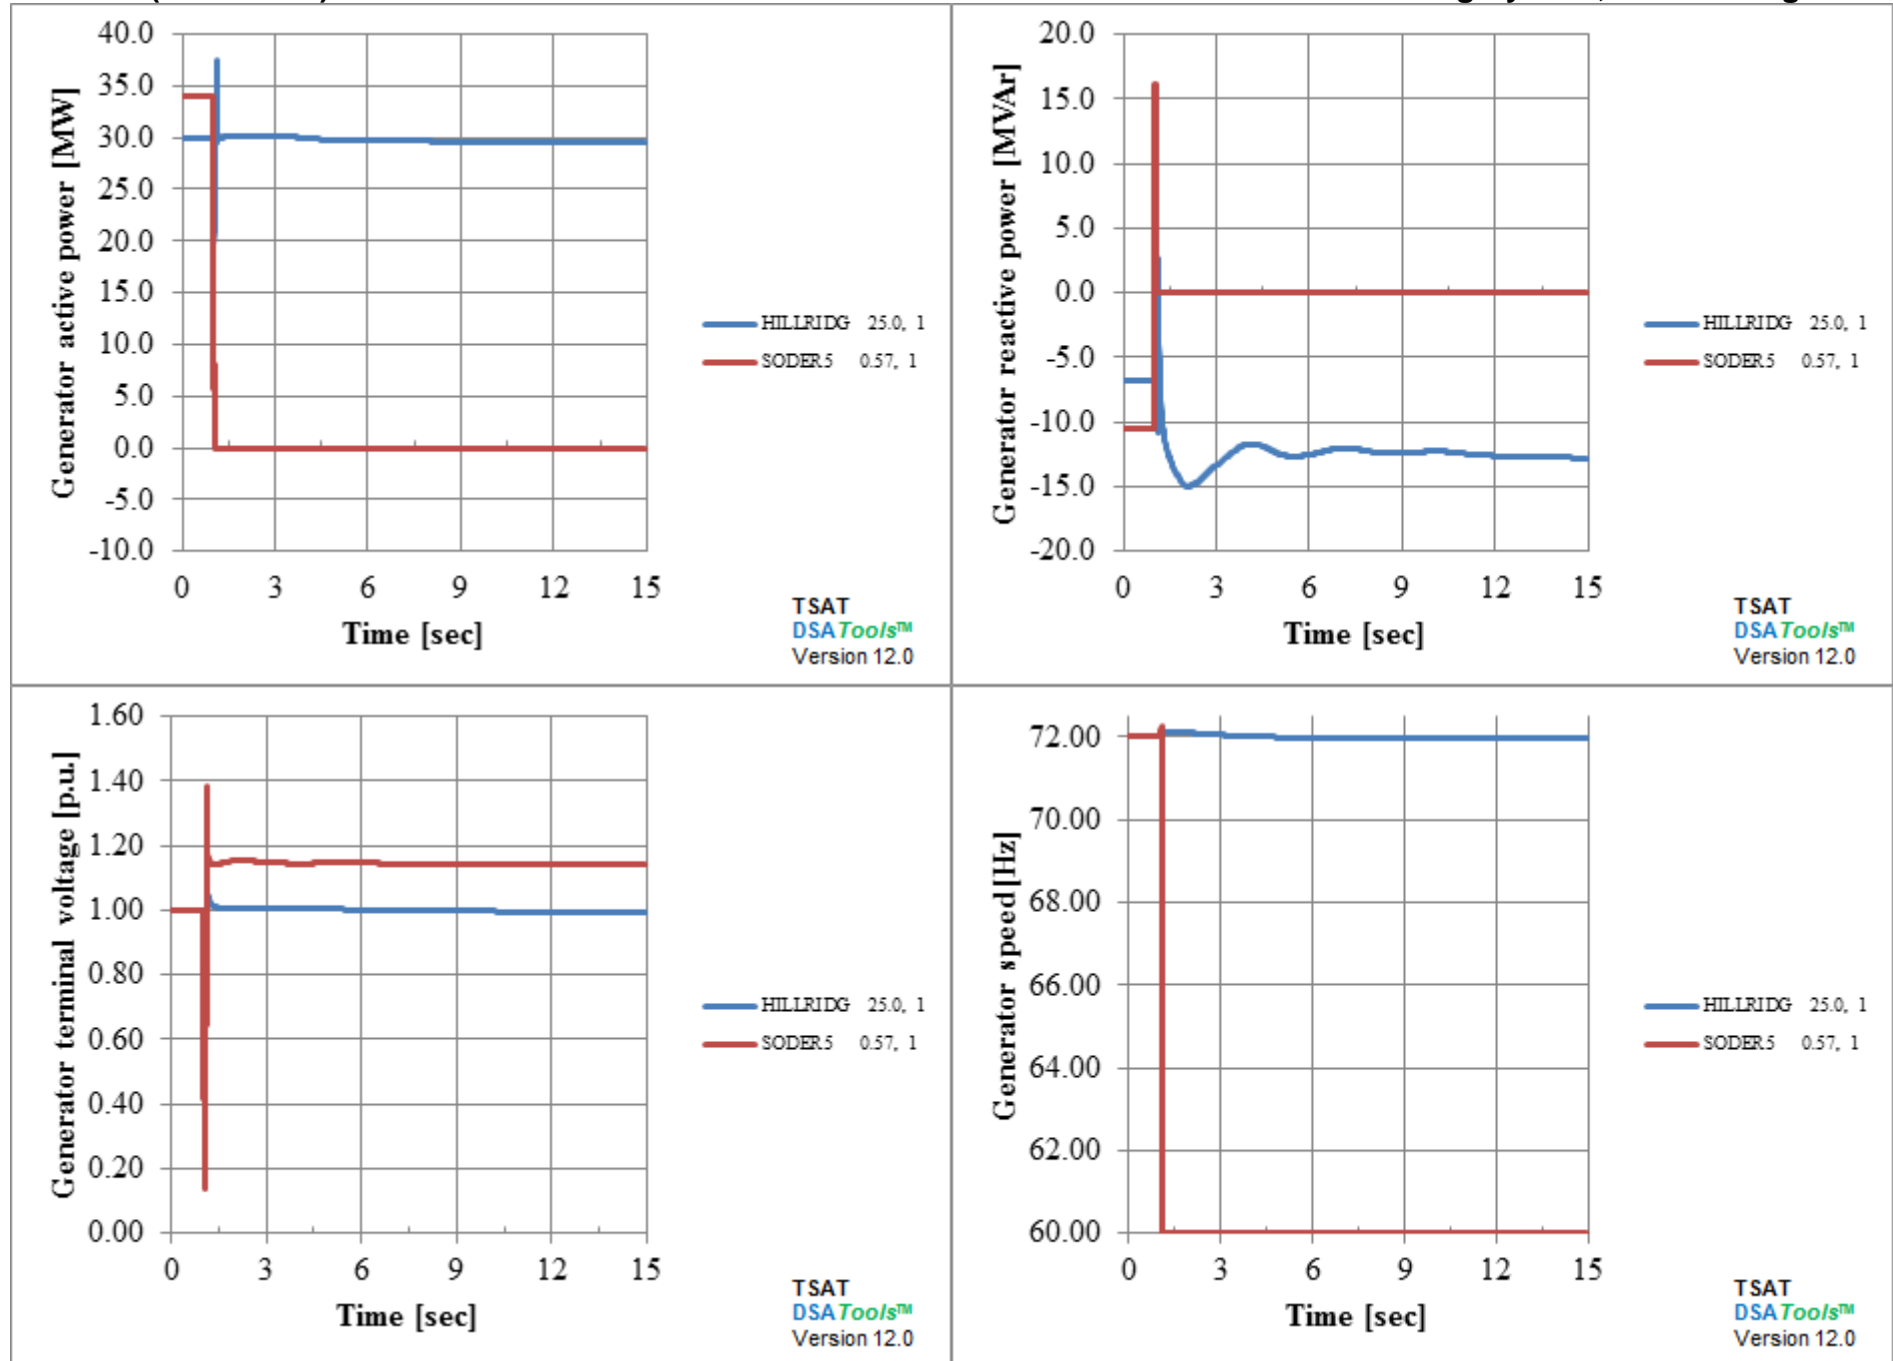 40.0
35.0
30.0
25.0
20.0
15.0
10.0
5.0
0.0
-5.0
-10.0
Generator active power [MW]
0 3 6 9 12 15
Time [sec]
HILLRIDG 25.0, 1
SODER5 0.57, 1
TSAT
DSATools™
Version 12.0
20.0
15.0
10.0
5.0
0.0
-5.0
-10.0
-15.0
-20.0
Generator reactive power [MVAr]
0 3 6 9 12 15
Time [sec]
HILLRIDG 25.0, 1
SODER5 0.57, 1
TSAT
DSATools™
Version 12.0
1.60
1.40
1.20
1.00
0.80
0.60
0.40
0.20
0.00
Generator terminal voltage [p.u.]
0 3 6 9 12 15
Time [sec]
HILLRIDG 25.0, 1
SODER5 0.57, 1
TSAT
DSATools™
Version 12.0
72.00
70.00
68.00
66.00
64.00
62.00
60.00
Generator speed[Hz]
0 3 6 9 12 15
Time [sec]
HILLRIDG 25.0, 1
SODER5 0.57, 1
TSAT
DSATools™
Version 12.0